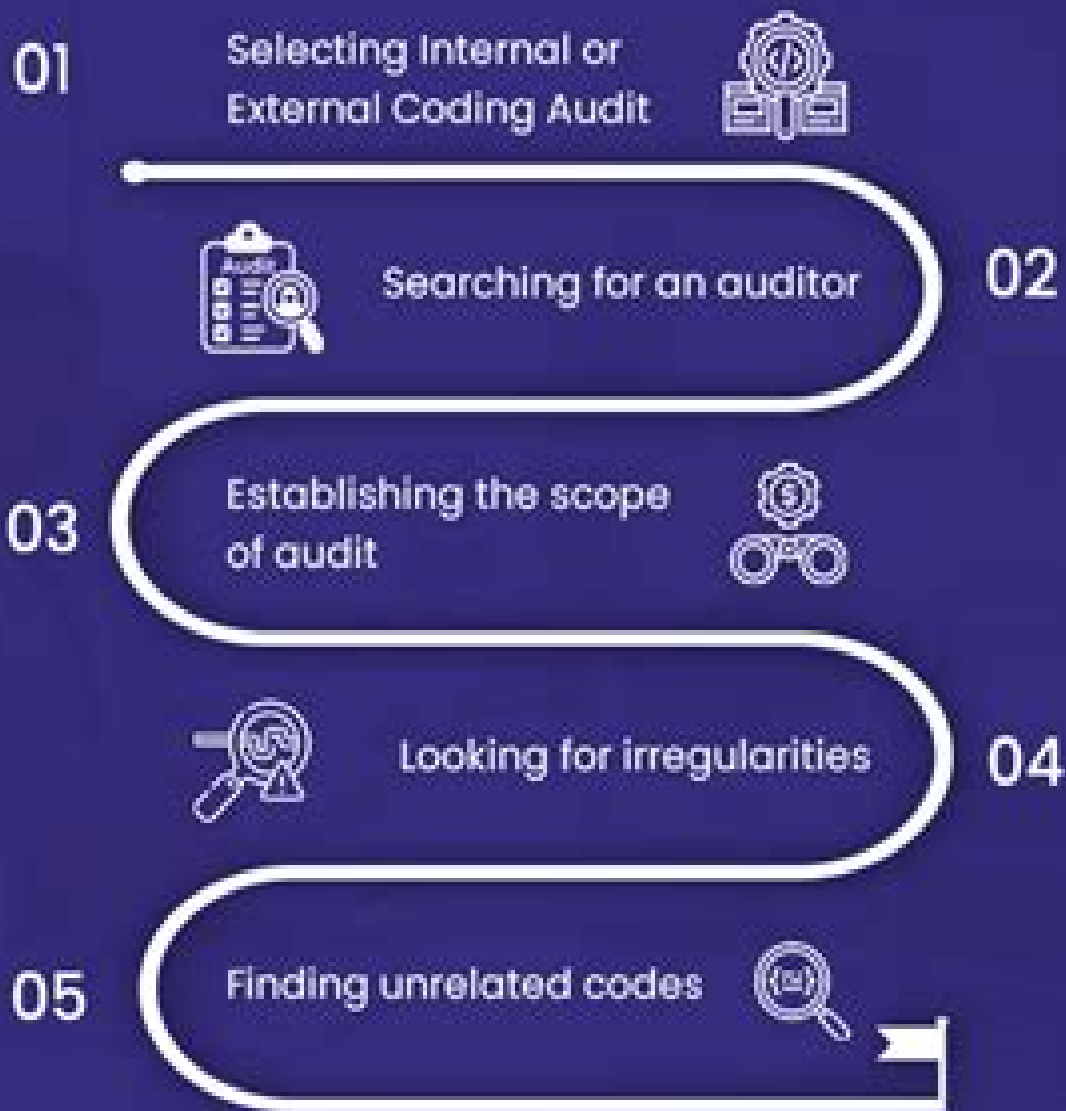 01
Selecting Internal or
External Coding Audit
Audit
Searching for an auditor
02
03
Establishing the scope
of audit
$
Looking for irregularities
04
05
Finding unrelated codes